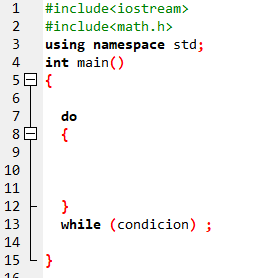 1 #include<iostream>
2 #include<math.h>
3 using namespace std;
4 int main()
5 {
6
7 do
8 {
9
10
11
12 }
13 while (condicion) ;
14
15 }